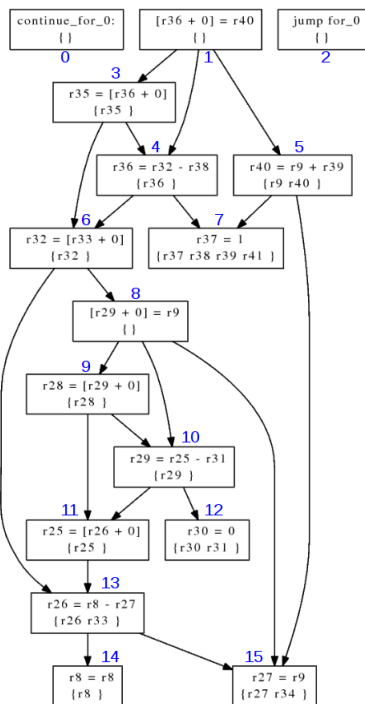 continue_for_0:
{ }
0
[r36 + 0] = r40
{ }
1
jump for_0
{ }
2
3
r35 = [r36 + 0]
{r35 }
4
r36 = r32 - r38
{r36 }
5
r40 = r9 + r39
{r9 r40 }
6
r32 = [r33 + 0]
{r32 }
7
r37 = 1
{r37 r38 r39 r41 }
8
[r29 + 0] = r9
{ }
9
r28 = [r29 + 0]
{r28 }
10
r29 = r25 - r31
{r29 }
11
r25 = [r26 + 0]
{r25 }
12
r30 = 0
{r30 r31 }
13
r26 = r8 - r27
{r26 r33 }
14
r8 = r8
{r8 }
15
r27 = r9
{r27 r34 }